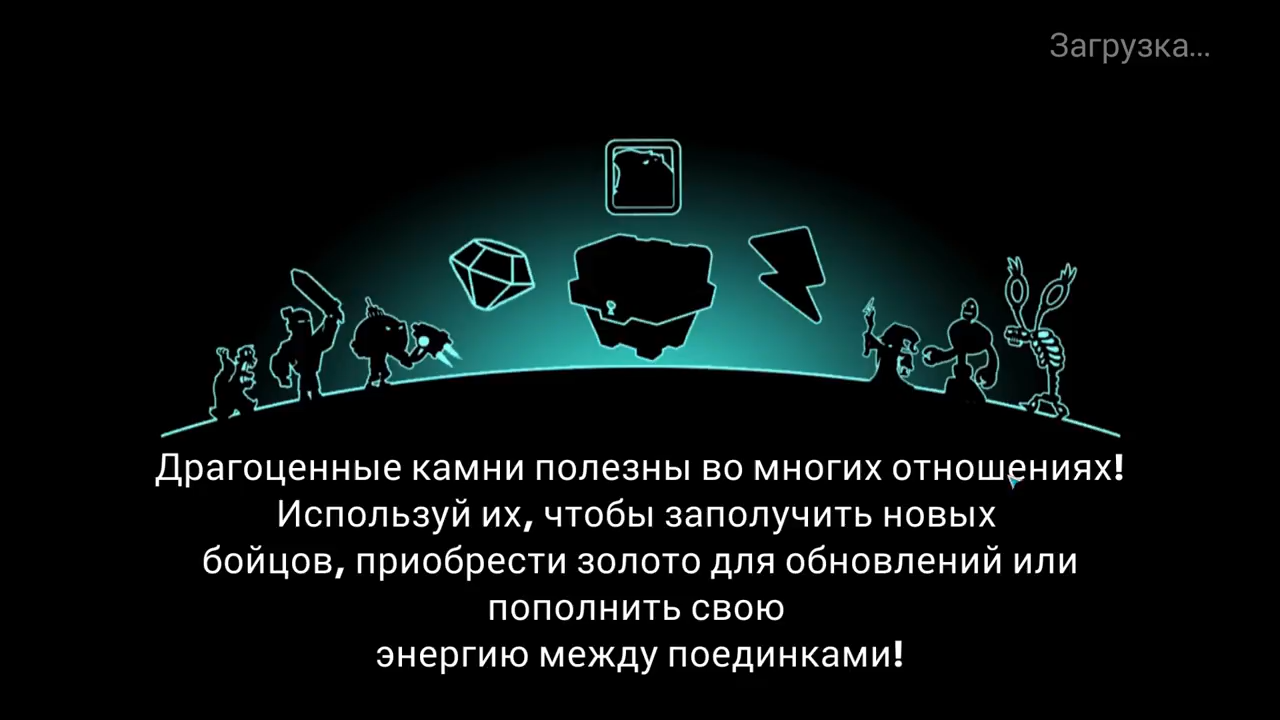 Загрузка...
Драгоценные камни полезны во многих отношениях!
Используй их, чтобы заполучить новых
бойцов, приобрести золото для обновлений или
пополнить свою
энергию между поединками!